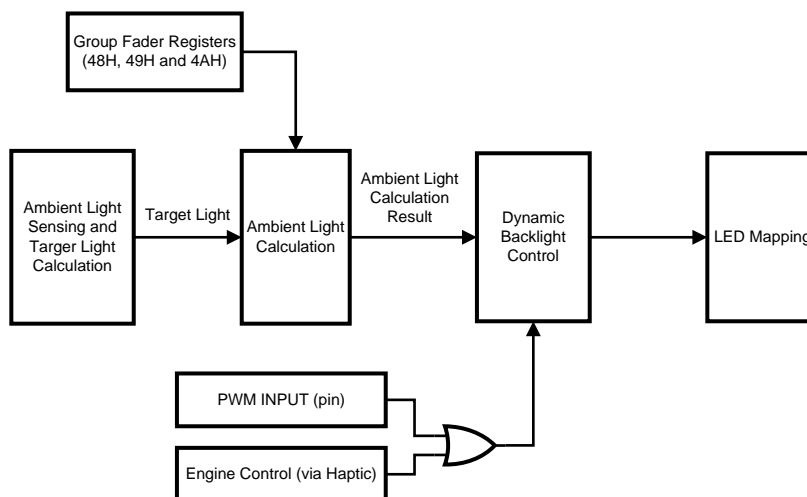 Group Fader Registers
(48H, 49H and 4AH)
Ambient Light
Sensing and
Targer Light
Calculation
Target Light
Ambient Light
Calculation
Ambient Light
Calculation
Result
Dynamic
Backlight
Control
LED Mapping
PWM INPUT (pin)
Engine Control (via Haptic)